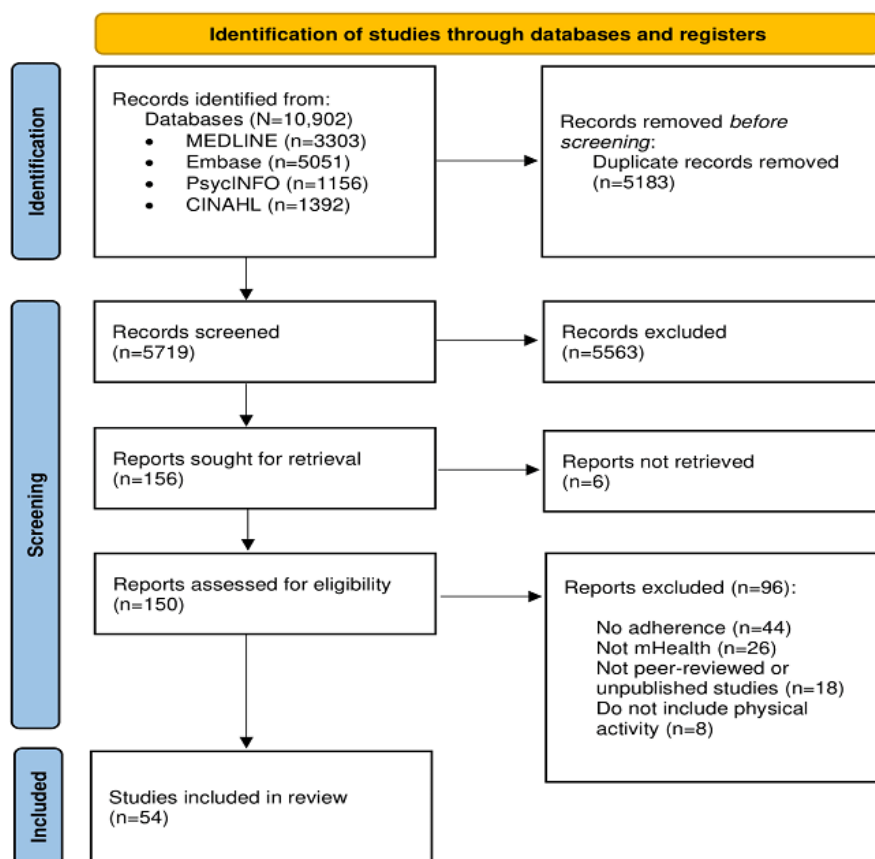 Identification of studies through databases and registers
Identification
Records identified from:
Databases (N=10,902)
• MEDLINE (n=3303)
• Embase (n=5051)
• PsycINFO (n=1156)
• CINAHL (n=1392)
Records removed before
screening:
Duplicate records removed
(n=5183)
Screening
Records screened
(n=5719)
Records excluded
(n=5563)
Reports sought for retrieval
(n=156)
Reports not retrieved
(n=6)
Reports assessed for eligibility
(n=150)
Reports excluded (n=96):
No adherence (n=44)
Not mHealth (n=26)
Not peer-reviewed or
unpublished studies (n=18)
Do not include physical
activity (n=8)
Included
Studies included in review
(n=54)